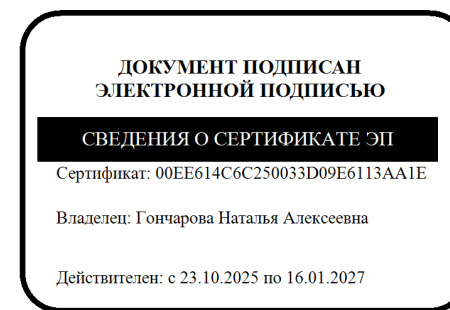 ДОКУМЕНТ ПОДПИСАН
ЭЛЕКТРОННОЙ ПОДПИСЬЮ
СВЕДЕНИЯ О СЕРТИФИКАТЕ ЭП
Сертификат: 00EE614C6C250033D09E6113AA1E
Владелец: Гончарова Наталья Алексеевна
Действителен: с 23.10.2025 по 16.01.2027